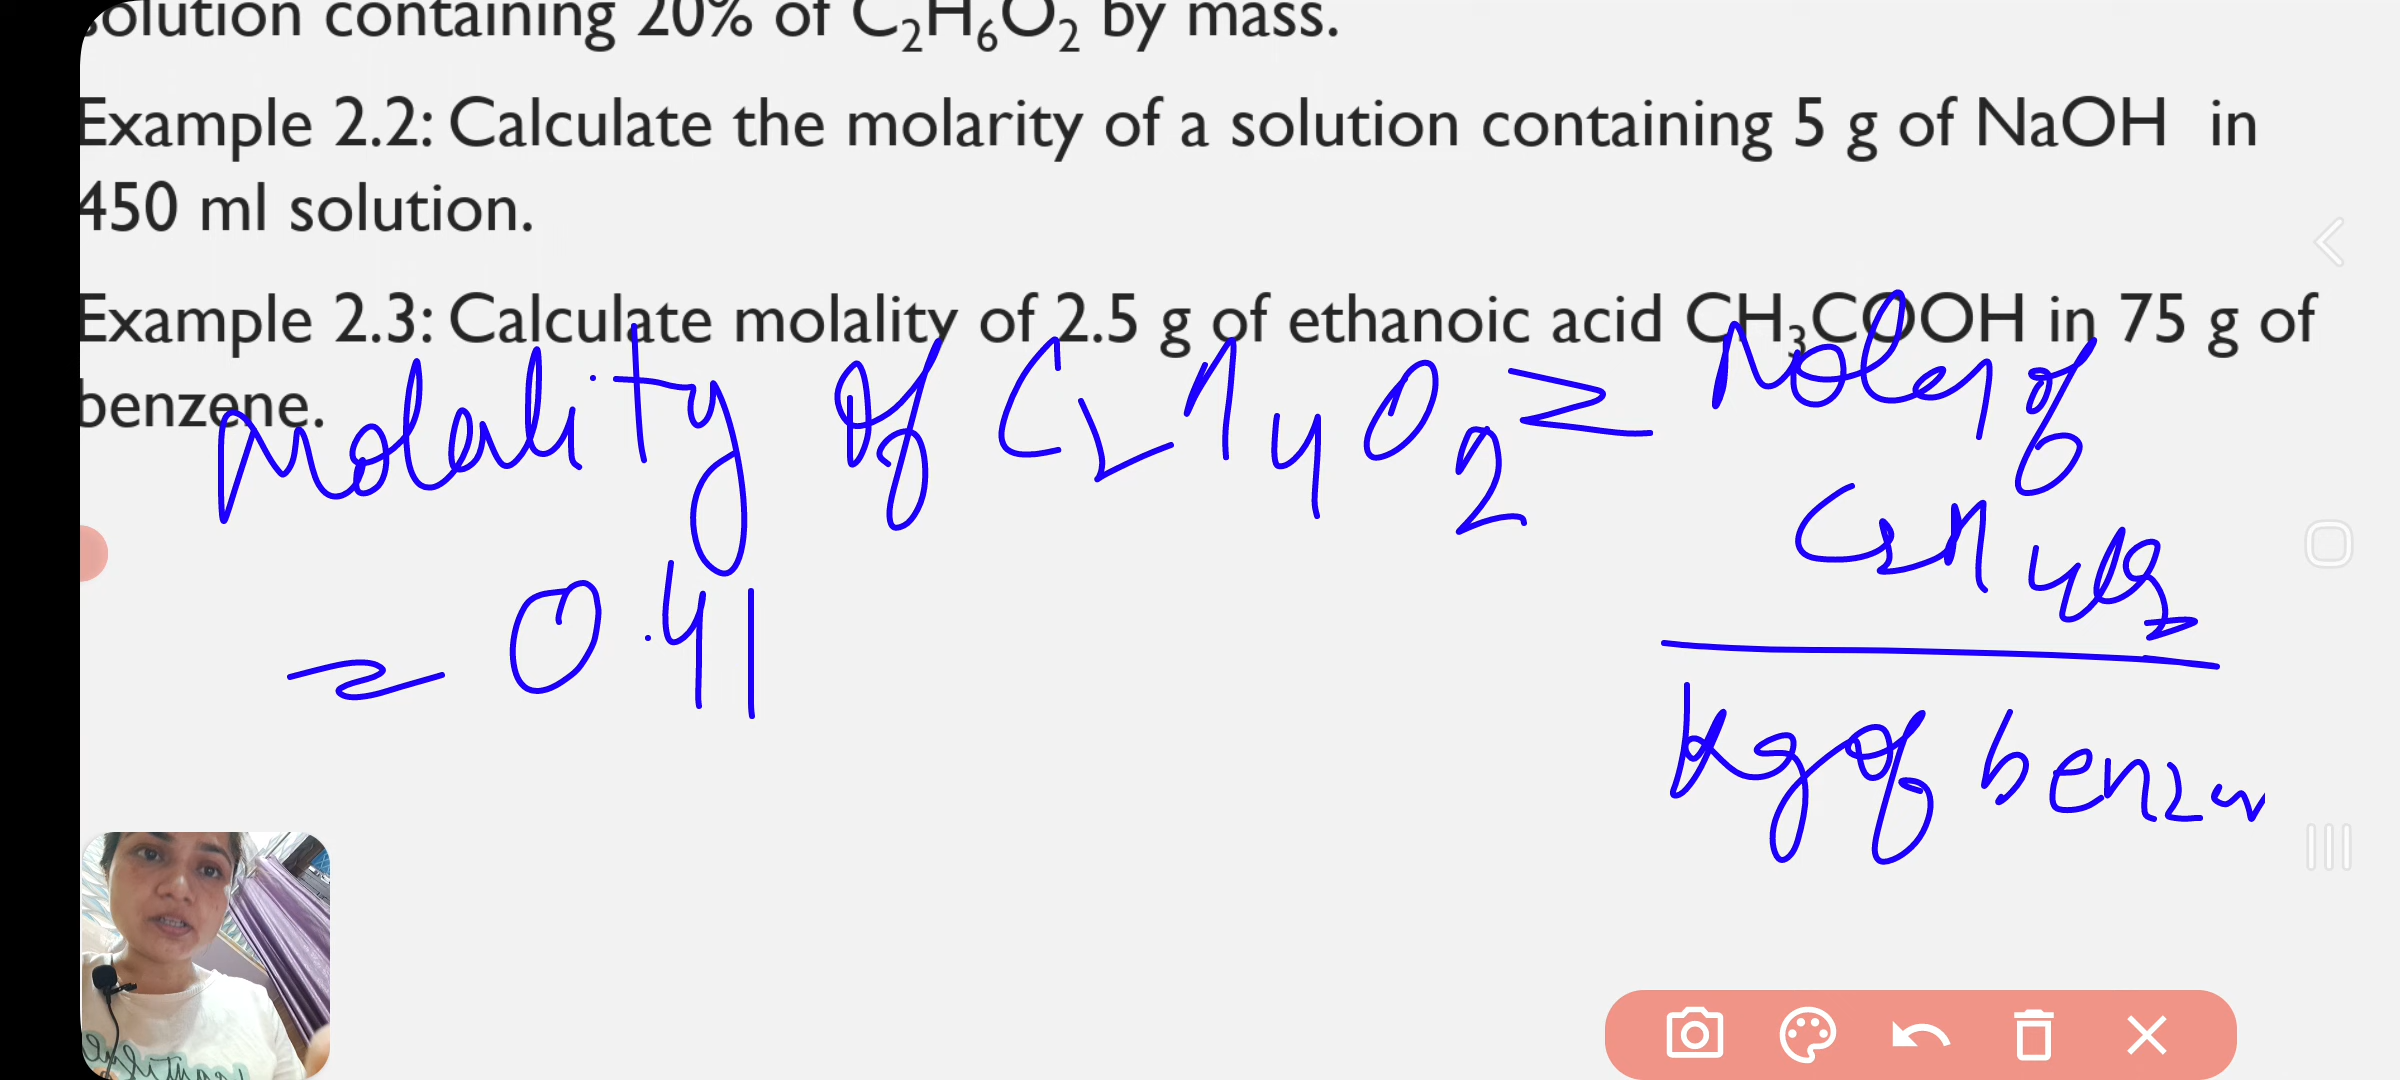 solution containing 20% of C₂H₆O₂ by mass.
Example 2.2: Calculate the molarity of a solution containing 5 g of NaOH in
450 ml solution.
Example 2.3: Calculate molality of 2.5 g of ethanoic acid CH₃COOH in 75 g of
benzene.
Molality of C₂H₄O₂ = Moles of
C₂H₄O₂
kg of benzen
= 0.41